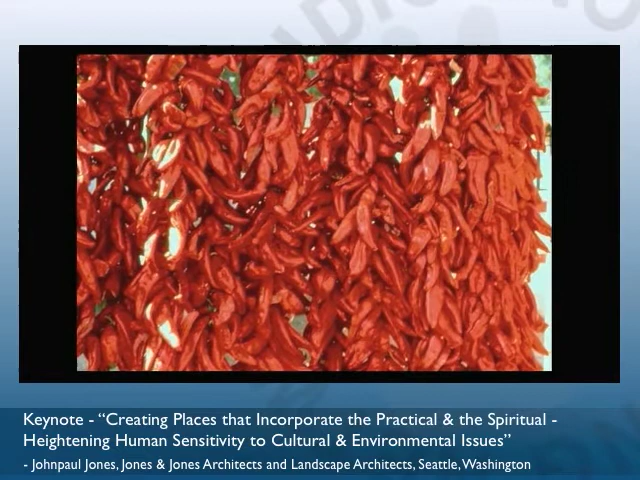 Keynote - “Creating Places that Incorporate the Practical & the Spiritual -
Heightening Human Sensitivity to Cultural & Environmental Issues”
- Johnpaul Jones, Jones & Jones Architects and Landscape Architects, Seattle, Washington